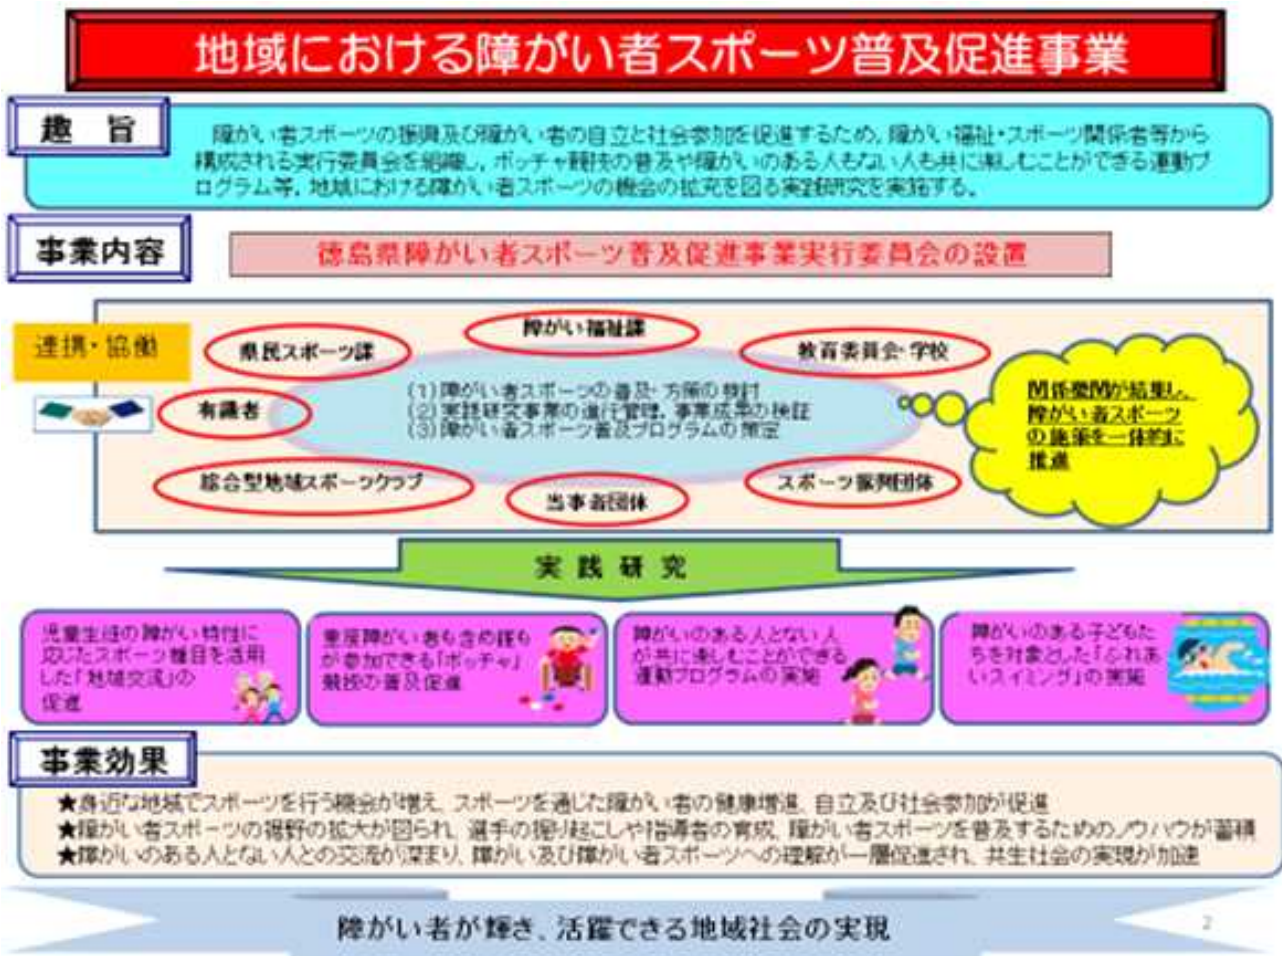 地域における障がい者スポーツ普及促進事業
趣 旨
障がい者スポーツの振興及び障がい者の自立と社会参加を促進するため、障がい福祉・スポーツ関係者等から
構成される実行委員会を組織し、ボッチャ競技の普及や障がいのある人もない人も共に楽しむことができる運動プ
ログラム等、地域における障がい者スポーツの機会の拡充を図る実践研究を実施する。
事業内容
徳島県障がい者スポーツ普及促進事業実行委員会の設置
連携・協働
県民スポーツ課
障がい福祉課
教育委員会・学校
有識者
(1)障がい者スポーツの普及・方策の検討
(2)実践研究事業の進行管理、事業成果の検証
(3)障がい者スポーツ普及プログラムの策定
関係機関が結集し、
障がい者スポーツ
の施策を一体的に
推進
総合型地域スポーツクラブ
当事者団体
スポーツ振興団体
実践研究
児童生徒の障がい特性に
応じたスポーツ種目を活用
した「地域交流」の
促進
重度障がい者も含め誰も
が参加できる「ボッチャ」
競技の普及促進
障がいのある人とない人
が共に楽しむことができる
運動プログラムの実施
障がいのある子どもた
ちを対象とした「ふれあ
いスイミング」の実施
事業効果
★身近な地域でスポーツを行う機会が増え、スポーツを通じた障がい者の健康増進、自立及び社会参加が促進
★障がい者スポーツの裾野の拡大が図られ、選手の掘り起こしや指導者の育成、障がい者スポーツを普及するためのノウハウが蓄積
★障がいのある人とない人との交流が深まり、障がい及び障がい者スポーツへの理解が一層促進され、共生社会の実現が加速
障がい者が輝き、活躍できる地域社会の実現
2